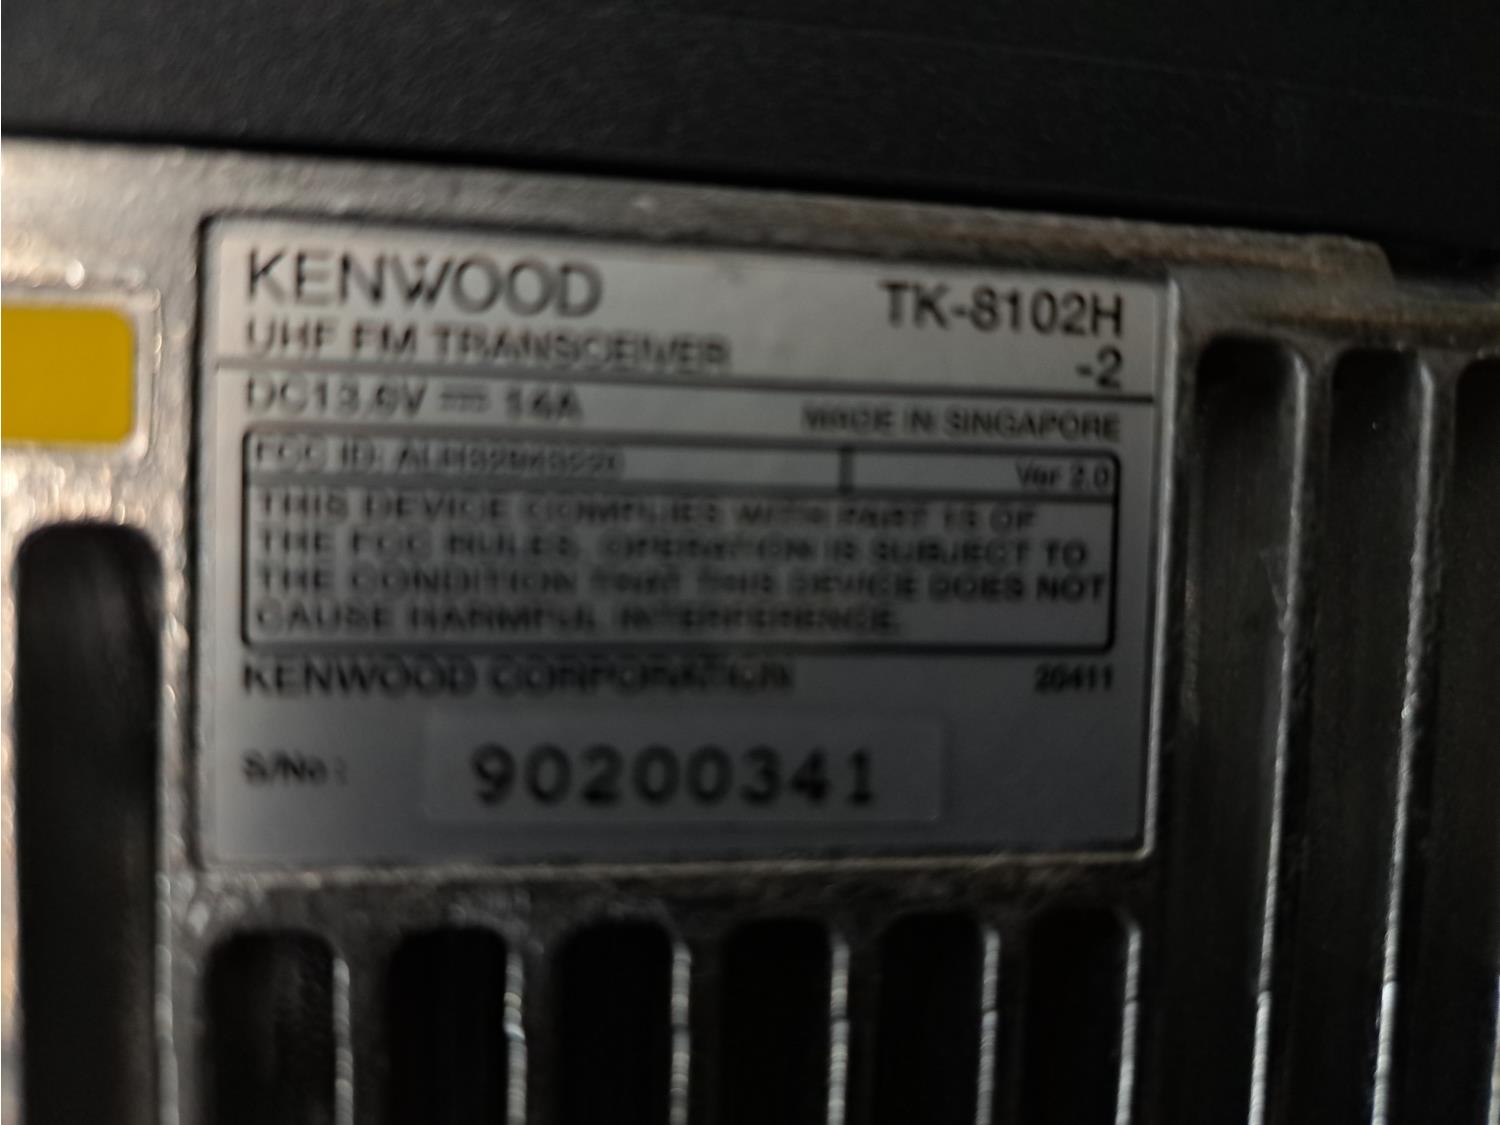 KENWOOD TK-8102H
UHF FM TRANSCEIVER -2
DC13.6V ⎓ 14A MADE IN SINGAPORE
FCC ID: Ver 2.0
THIS DEVICE COMPLIES WITH PART 15 OF
THE FCC RULES. OPERATION IS SUBJECT TO
THE CONDITION THAT THIS DEVICE DOES NOT
CAUSE HARMFUL INTERFERENCE.
KENWOOD CORPORATION 20411
S/No: 90200341